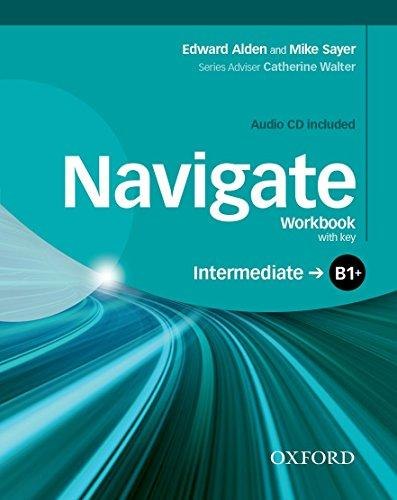 Edward Alden and Mike Sayer
Series Adviser Catherine Walter
Audio CD included
Navigate
Workbook
with key
Intermediate → B1+
OXFORD